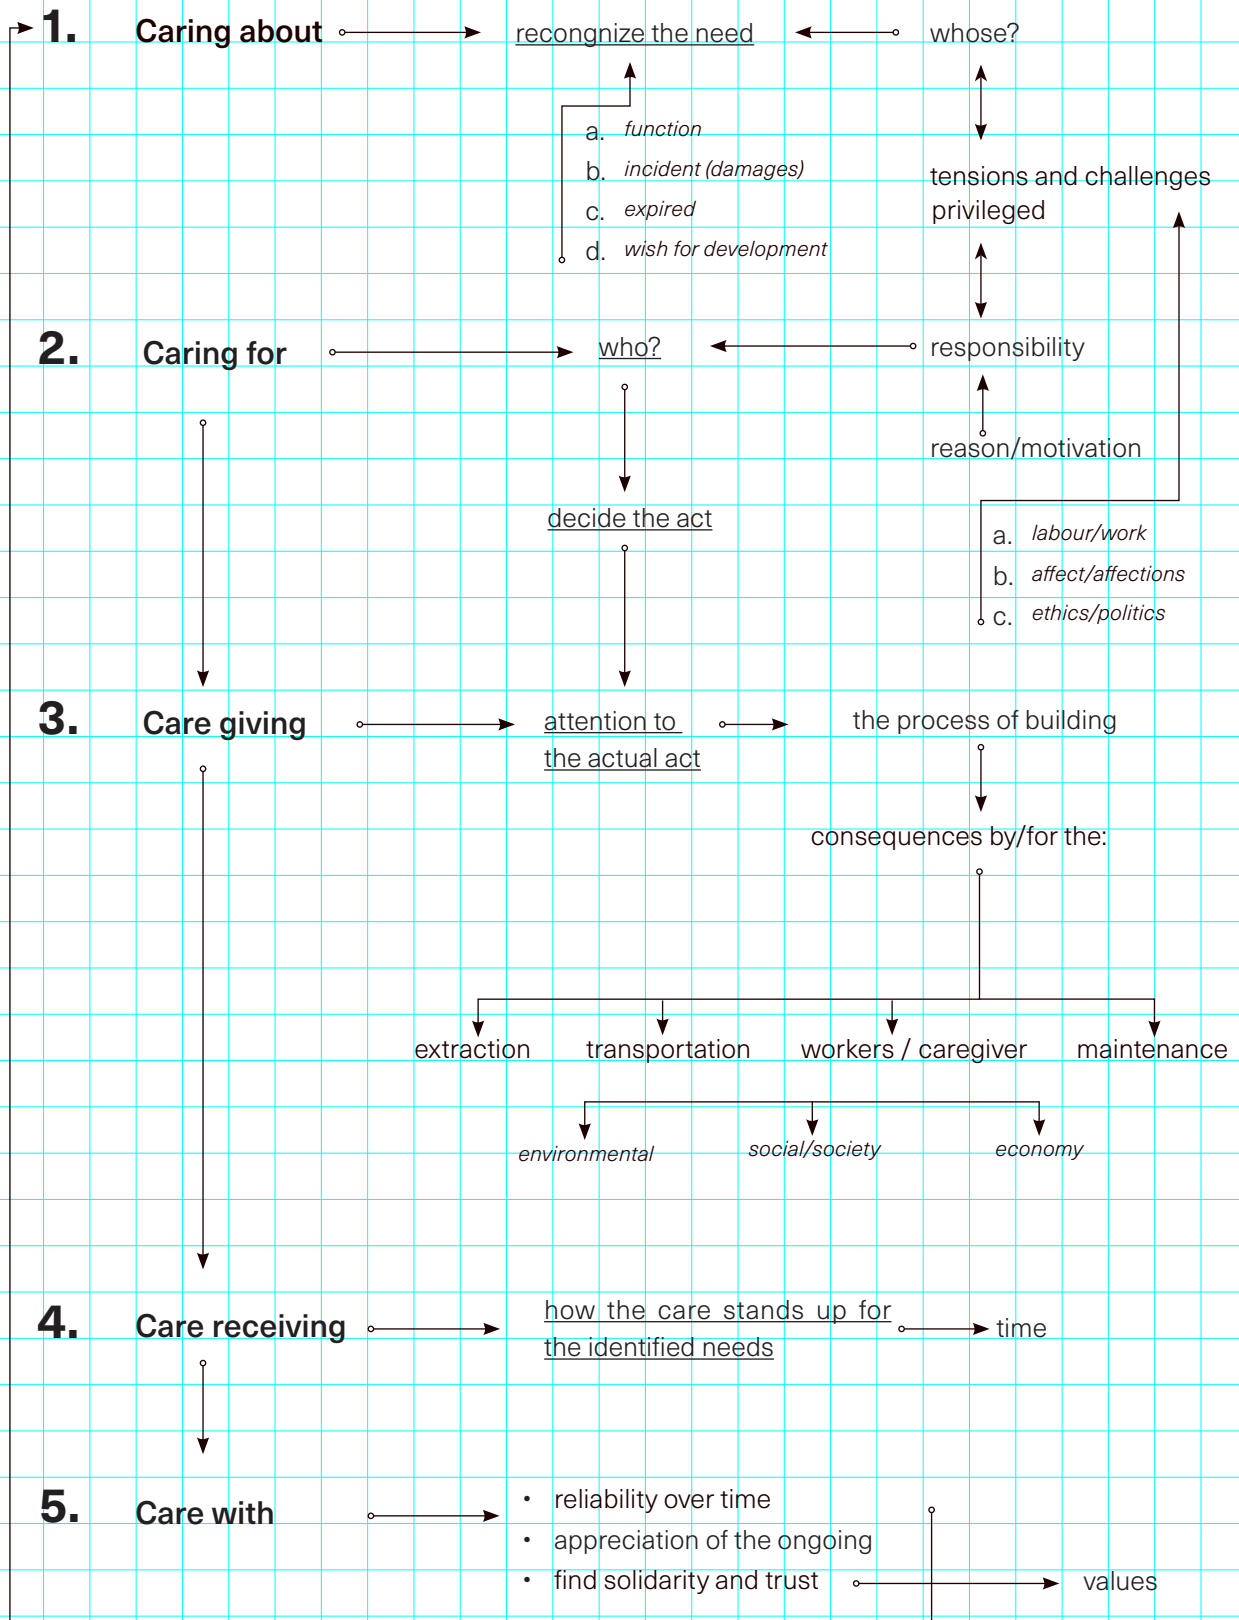 1. Caring about recongnize the need whose?
a. function
b. incident (damages)
c. expired
d. wish for development
tensions and challenges
privileged
2. Caring for who? responsibility
reason/motivation
decide the act
a. labour/work
b. affect/affections
c. ethics/politics
3. Care giving attention to the process of building
the actual act
consequences by/for the:
extraction transportation workers / caregiver maintenance
environmental social/society economy
4. Care receiving how the care stands up for time
the identified needs
5. Care with
• reliability over time
• appreciation of the ongoing
• find solidarity and trust values